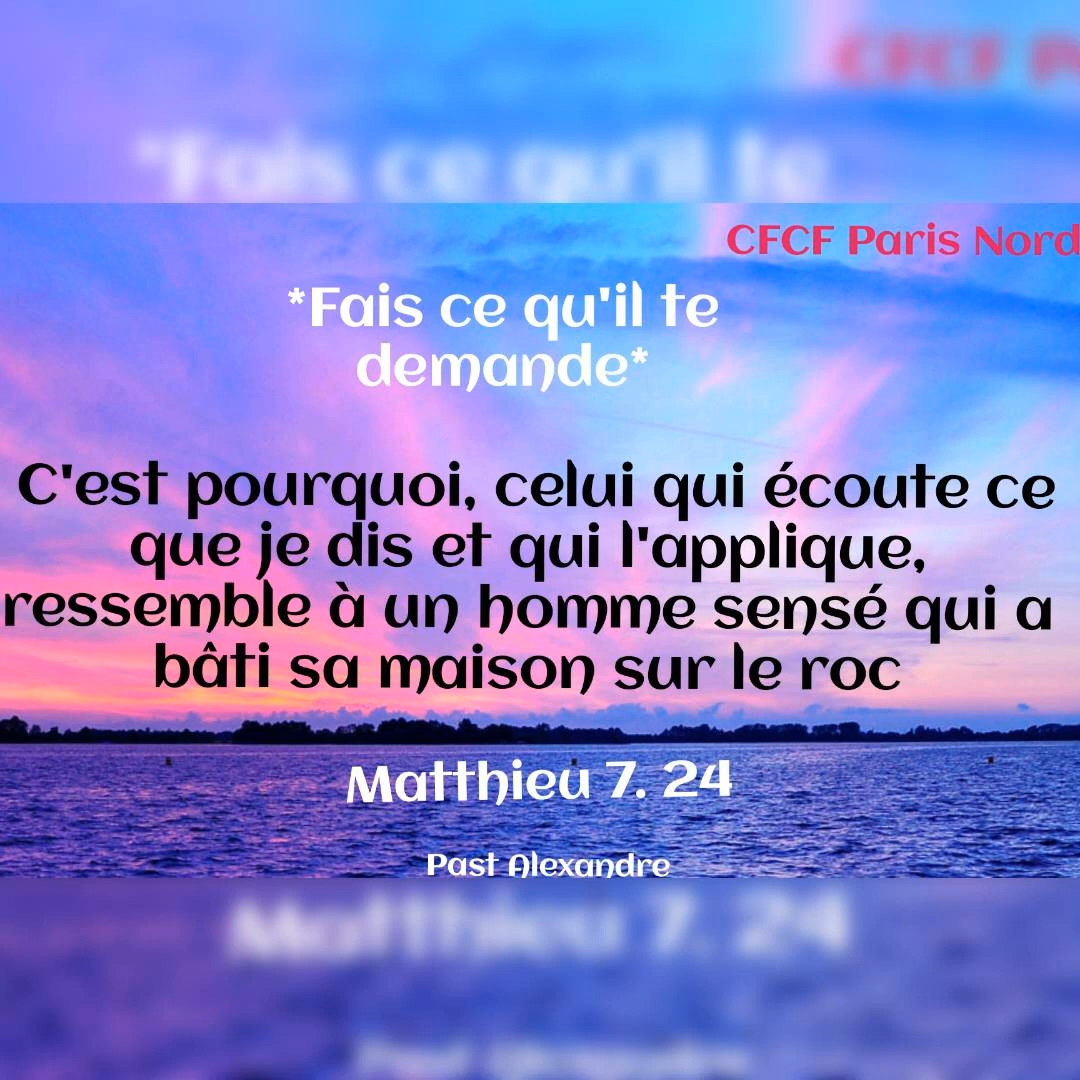 CFCF Paris Nord
*Fais ce qu'il te
demande*
C'est pourquoi, celui qui écoute ce
que je dis et qui l'applique,
ressemble à un homme sensé qui a
bâti sa maison sur le roc
Matthieu 7. 24
Past Alexandre